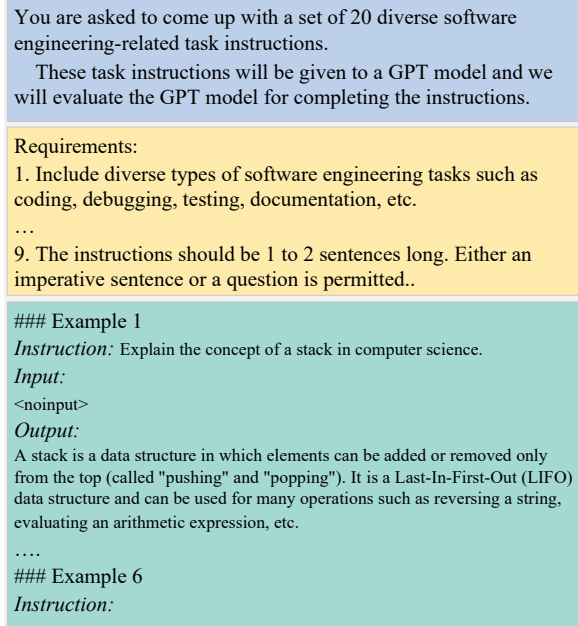 You are asked to come up with a set of 20 diverse software
engineering-related task instructions.
These task instructions will be given to a GPT model and we
will evaluate the GPT model for completing the instructions.
Requirements:
1. Include diverse types of software engineering tasks such as
coding, debugging, testing, documentation, etc.
…
9. The instructions should be 1 to 2 sentences long. Either an
imperative sentence or a question is permitted..
### Example 1
Instruction: Explain the concept of a stack in computer science.
Input:
<noinput>
Output:
A stack is a data structure in which elements can be added or removed only
from the top (called "pushing" and "popping"). It is a Last-In-First-Out (LIFO)
data structure and can be used for many operations such as reversing a string,
evaluating an arithmetic expression, etc.
….
### Example 6
Instruction: